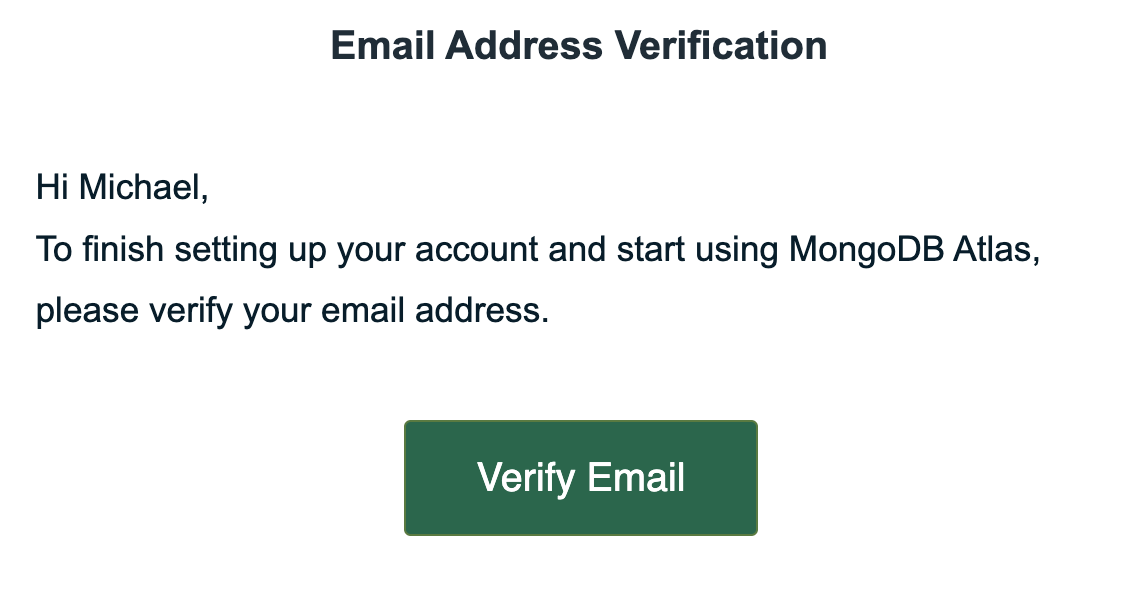 Email Address Verification
Hi Michael,
To finish setting up your account and start using MongoDB Atlas,
please verify your email address.
Verify Email